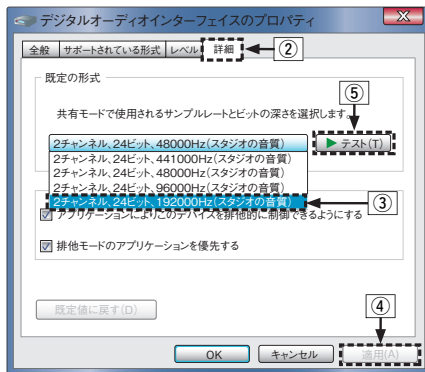 デジタルオーディオインターフェイスのプロパティ
全般 サポートされている形式 レベル 詳細 ②
既定の形式
⑤
共有モードで使用されるサンプルレートとビットの深さを選択します。
2チャンネル、24ビット、48000Hz(スタジオの音質) テスト(T)
2チャンネル、24ビット、441000Hz(スタジオの音質)
2チャンネル、24ビット、48000Hz(スタジオの音質)
2チャンネル、24ビット、96000Hz(スタジオの音質)
2チャンネル、24ビット、192000Hz(スタジオの音質) ③
アプリケーションによりこのデバイスを排他的に制御できるようにする
排他モードのアプリケーションを優先する
既定値に戻す(D)
④
OK キャンセル 適用(A)